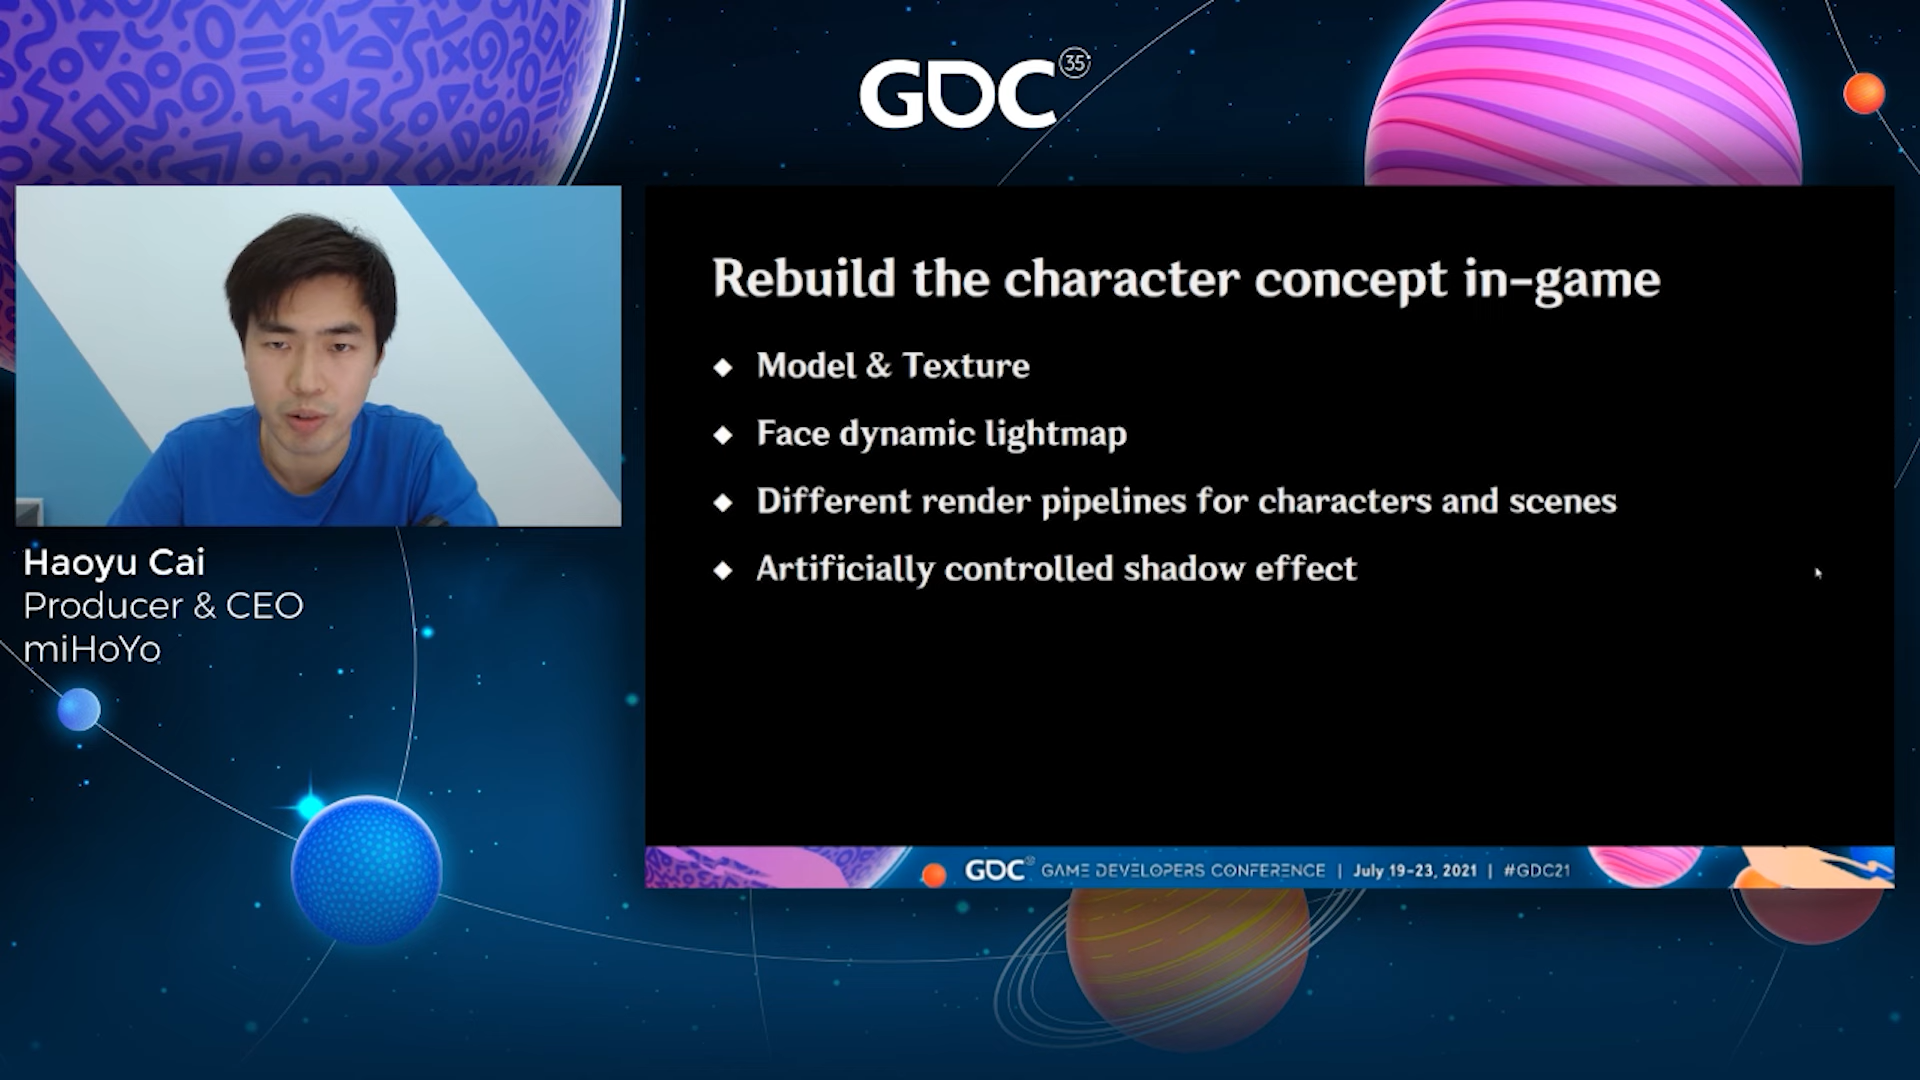 GDC 35
Haoyu Cai
Producer & CEO
miHoYo
Rebuild the character concept in-game
◆ Model & Texture
◆ Face dynamic lightmap
◆ Different render pipelines for characters and scenes
◆ Artificially controlled shadow effect
GDC GAME DEVELOPERS CONFERENCE | July 19-23, 2021 | #GDC21